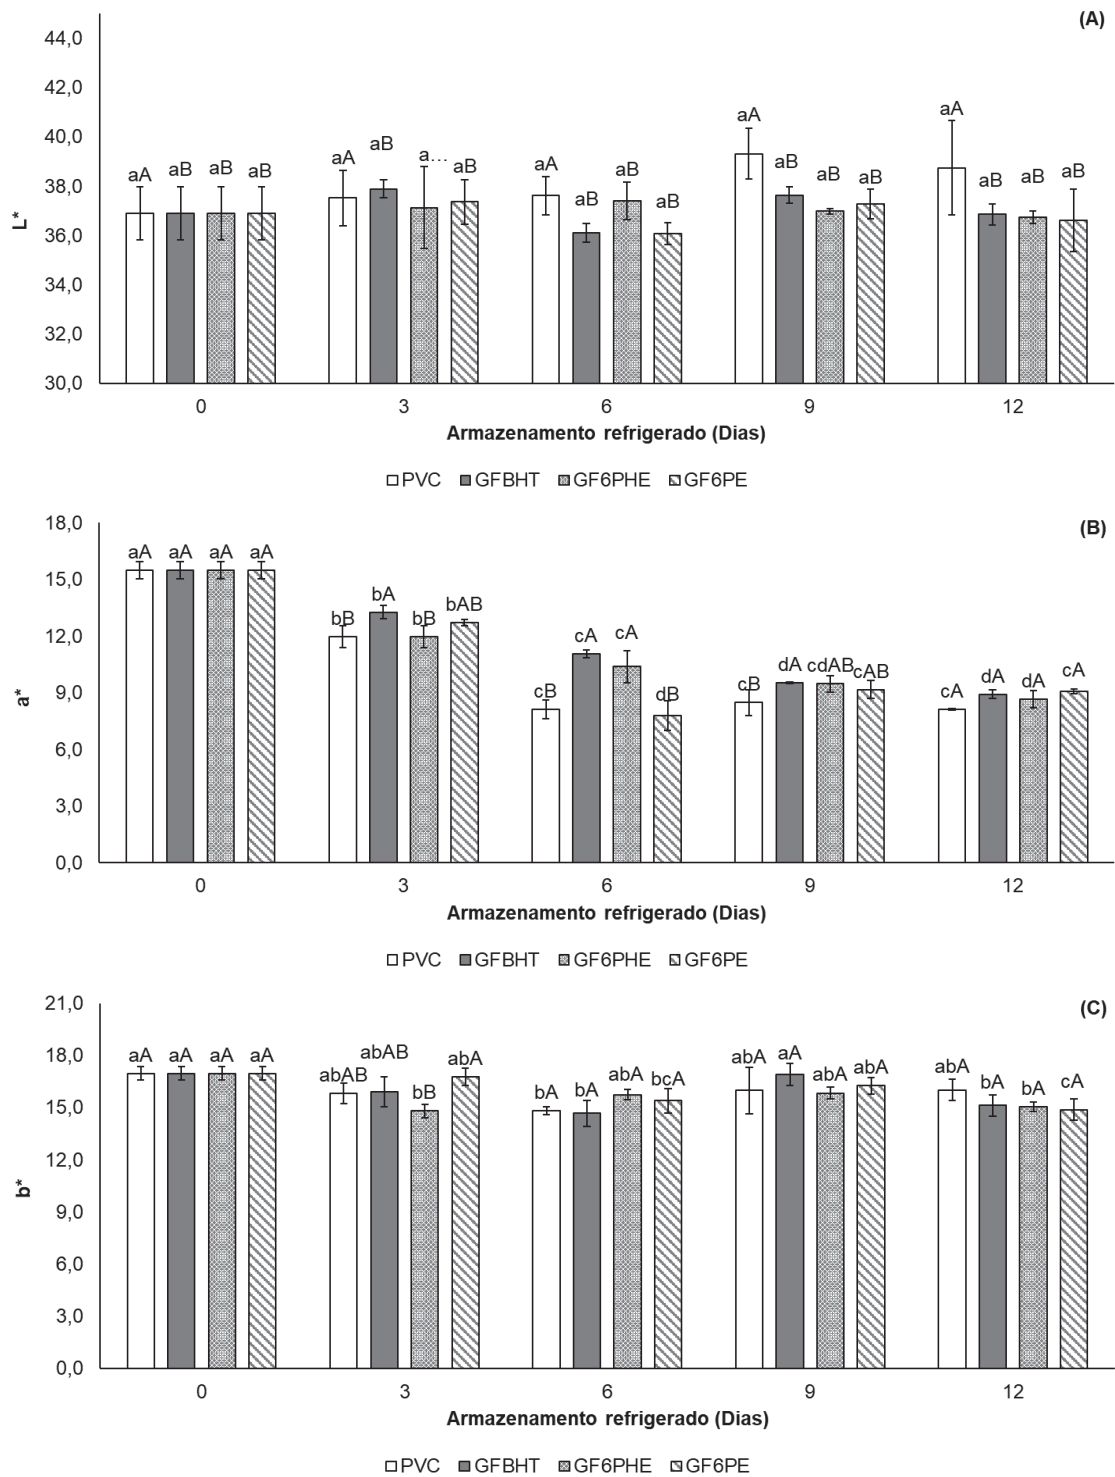 (A)
44,0
42,0
40,0
38,0
36,0
34,0
32,0
30,0
L*
aA aB aB aB
aA aB a... aB
aA aB aB aB
aA aB aB aB
aA aB aB aB
0 3 6 9 12
Armazenamento refrigerado (Dias)
PVC GFBHT GF6PHE GF6PE
(B)
18,0
15,0
12,0
9,0
6,0
3,0
0,0
a*
aA aA aA aA
bB bA bB bAB
cB cA cA dB
cB dA cdAB cAB
cA dA dA cA
0 3 6 9 12
Armazenamento refrigerado (Dias)
PVC GFBHT GF6PHE GF6PE
(C)
21,0
18,0
15,0
12,0
9,0
6,0
3,0
0,0
b*
aA aA aA aA
abAB abAB bB abA
bA bA abA bcA
abA aA abA abA
abA bA bA cA
0 3 6 9 12
Armazenamento refrigerado (Dias)
PVC GFBHT GF6PHE GF6PE